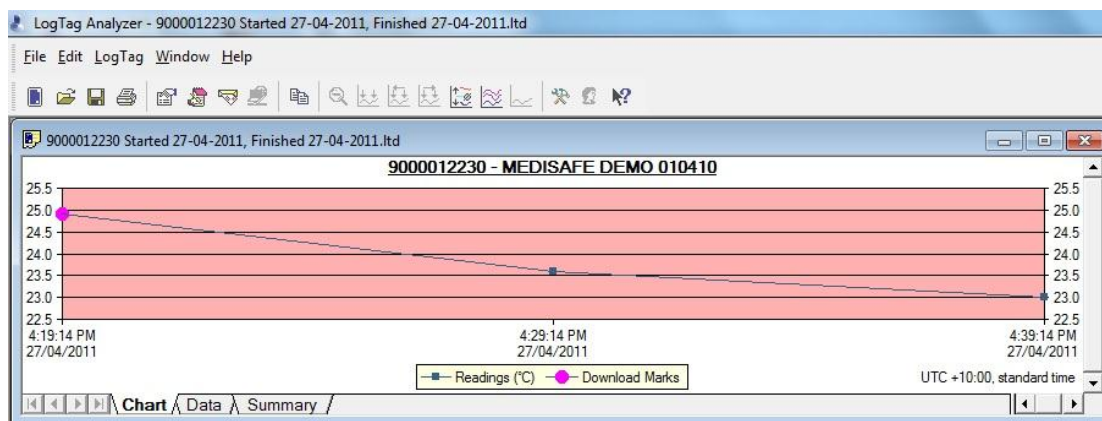 LogTag Analyzer - 9000012230 Started 27-04-2011, Finished 27-04-2011.ltd
File Edit LogTag Window Help
9000012230 Started 27-04-2011, Finished 27-04-2011.ltd
9000012230 - MEDISAFE DEMO 010410
25.5 25.5
25.0 25.0
24.5 24.5
24.0 24.0
23.5 23.5
23.0 23.0
22.5 22.5
4:19:14 PM 4:29:14 PM 4:39:14 PM
27/04/2011 27/04/2011 27/04/2011
Readings (°C) Download Marks UTC +10:00, standard time
Chart Data Summary